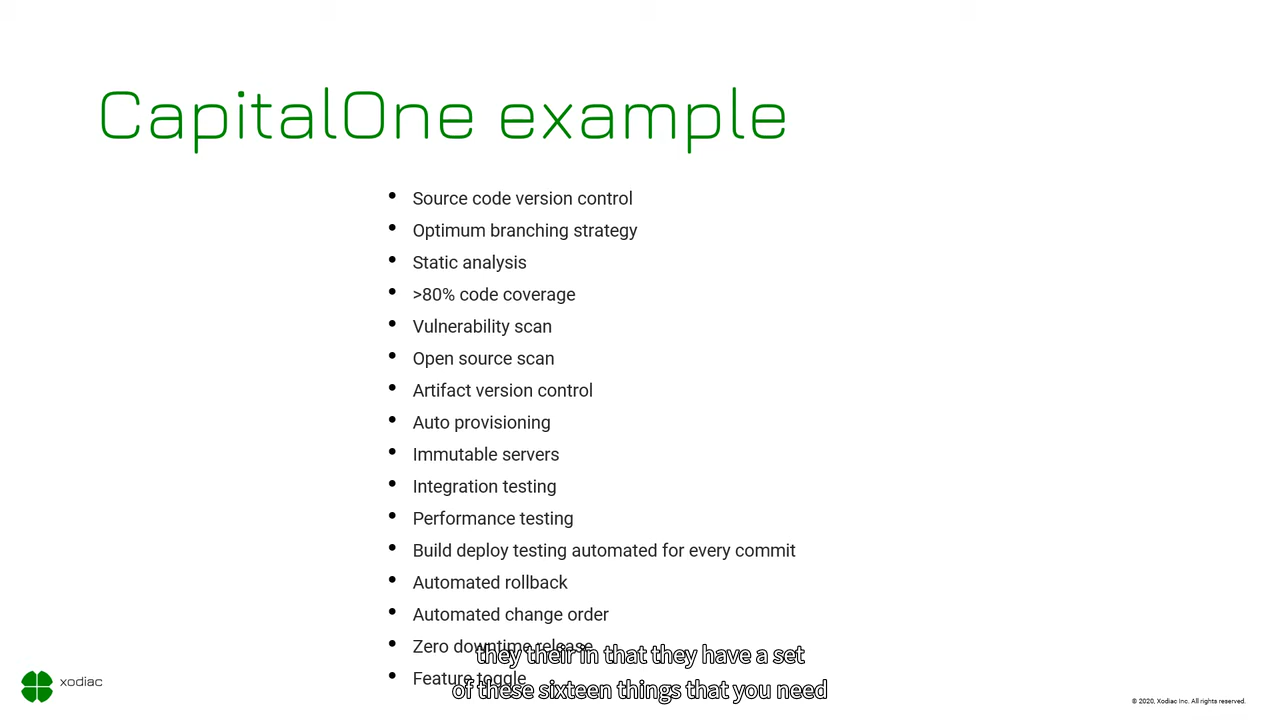 CapitalOne example
• Source code version control
• Optimum branching strategy
• Static analysis
• >80% code coverage
• Vulnerability scan
• Open source scan
• Artifact version control
• Auto provisioning
• Immutable servers
• Integration testing
• Performance testing
• Build deploy testing automated for every commit
• Automated rollback
• Automated change order
• Zero downtime release
they their in that they have a set
• Feature toggle
of these sixteen things that you need
xodiac
© 2020, Xodiac Inc. All rights reserved.